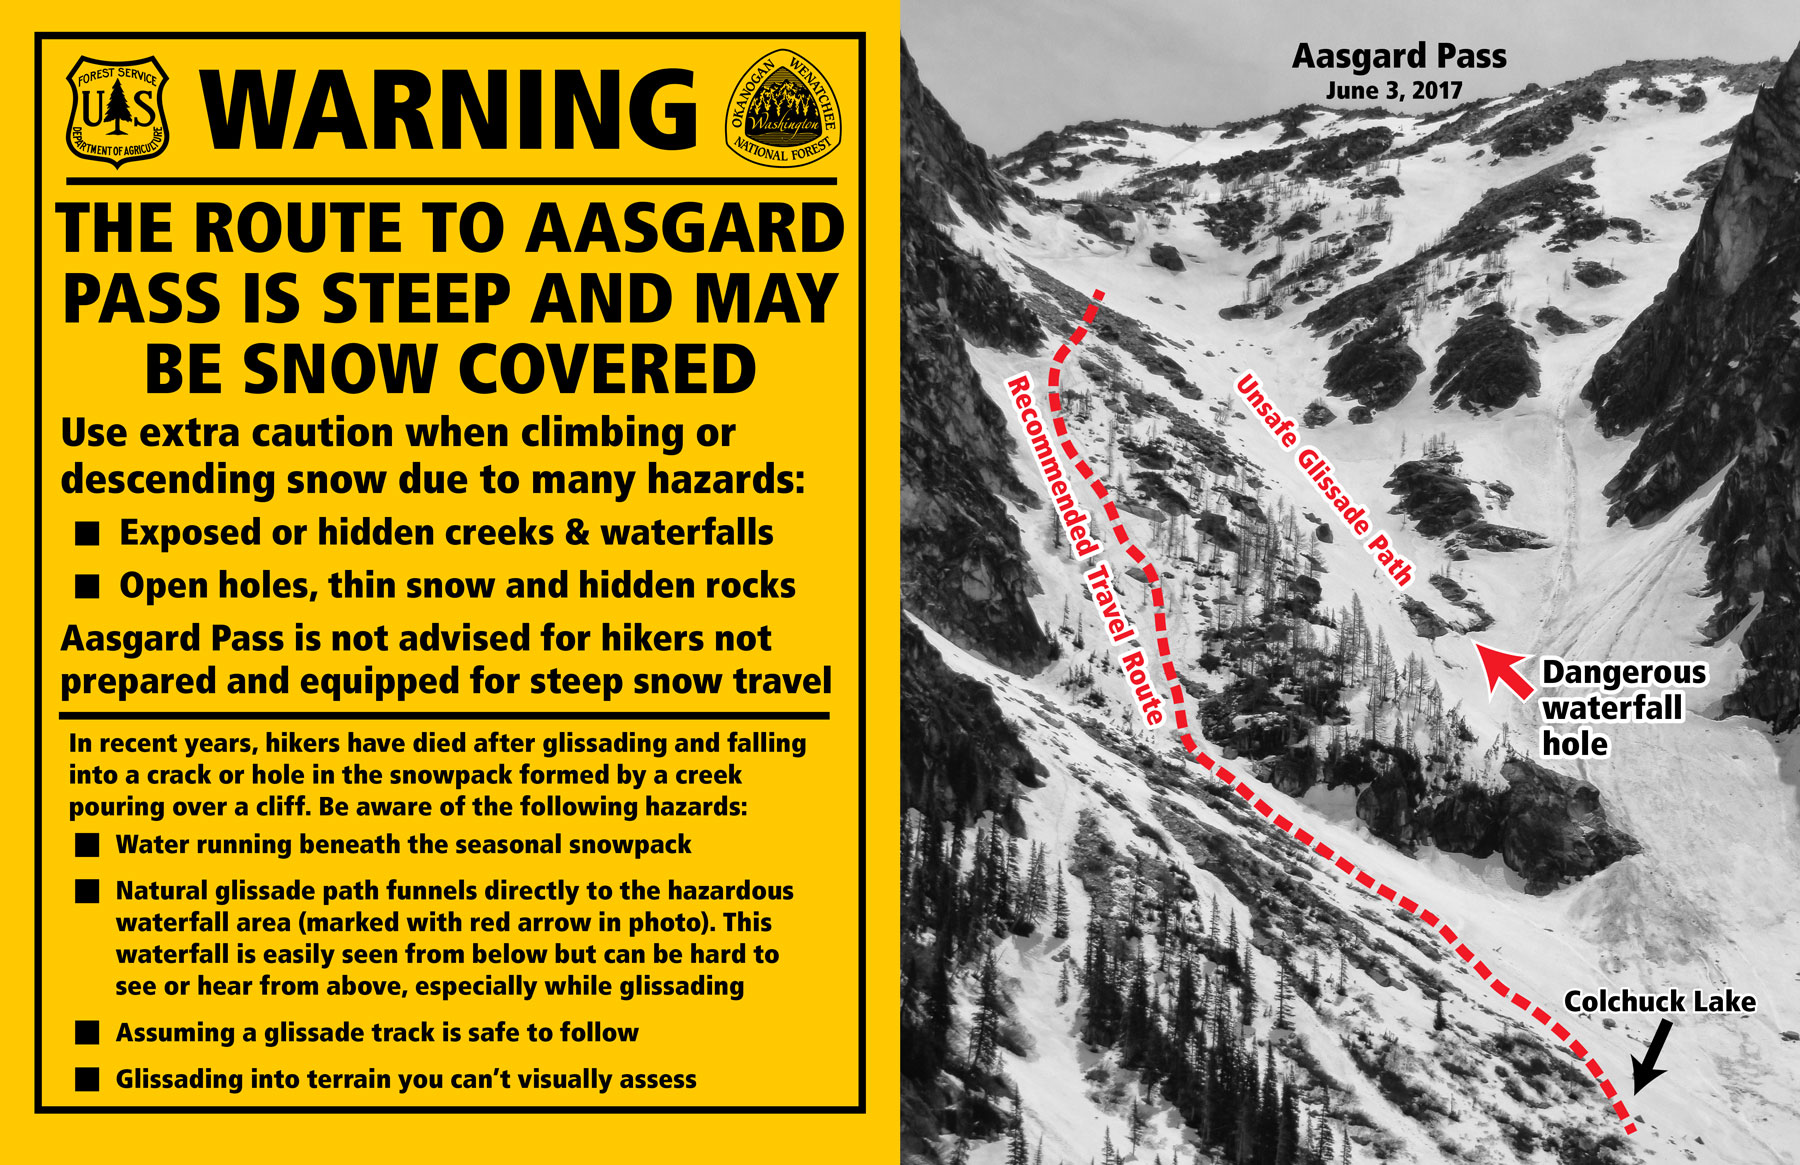 FOREST SERVICE
US
DEPARTMENT OF AGRICULTURE
WARNING
OKANOGAN WENATCHEE
Washington
NATIONAL FOREST
THE ROUTE TO AASGARD
PASS IS STEEP AND MAY
BE SNOW COVERED
Use extra caution when climbing or
descending snow due to many hazards:
■ Exposed or hidden creeks & waterfalls
■ Open holes, thin snow and hidden rocks
Aasgard Pass is not advised for hikers not
prepared and equipped for steep snow travel
In recent years, hikers have died after glissading and falling
into a crack or hole in the snowpack formed by a creek
pouring over a cliff. Be aware of the following hazards:
■ Water running beneath the seasonal snowpack
■ Natural glissade path funnels directly to the hazardous
waterfall area (marked with red arrow in photo). This
waterfall is easily seen from below but can be hard to
see or hear from above, especially while glissading
■ Assuming a glissade track is safe to follow
■ Glissading into terrain you can't visually assess
Aasgard Pass
June 3, 2017
Recommended Travel Route
Unsafe Glissade Path
Dangerous
waterfall
hole
Colchuck Lake